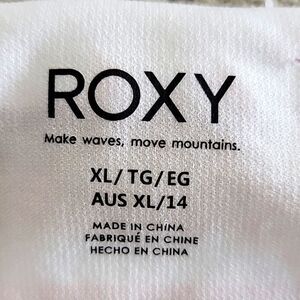 ROXY
Make waves, move mountains.
XL/TG/EG
AUS XL/14
MADE IN CHINA
FABRIQUÉ EN CHINE
HECHO EN CHINA